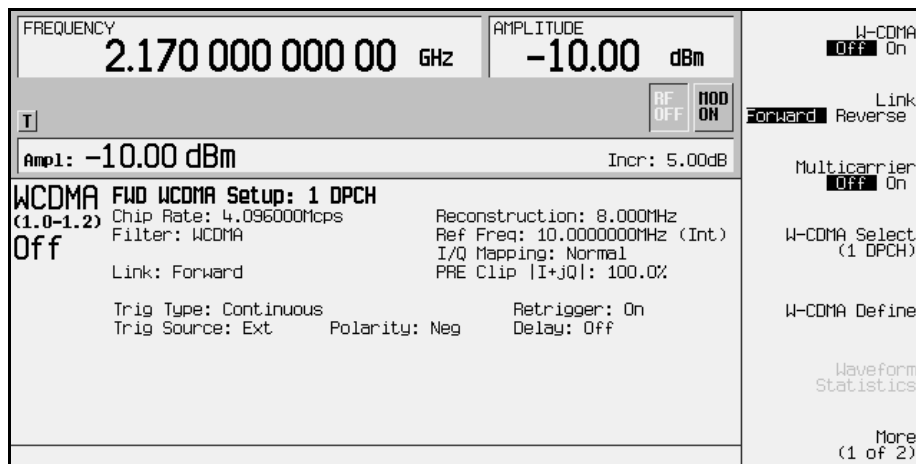 FREQUENCY
2.170 000 000 00 GHz
AMPLITUDE
-10.00 dBm
T
RF OFF
MOD ON
Ampl: -10.00 dBm
Incr: 5.00dB
WCDMA
(1.0-1.2)
Off
FWD WCDMA Setup: 1 DPCH
Chip Rate: 4.096000Mcps
Reconstruction: 8.000MHz
Filter: WCDMA
Ref Freq: 10.0000000MHz (Int)
I/Q Mapping: Normal
Link: Forward
PRE Clip |I+jQ|: 100.0%
Trig Type: Continuous
Retrigger: On
Trig Source: Ext
Polarity: Neg
Delay: Off
W-CDMA
Off On
Link
Forward Reverse
Multicarrier
Off On
W-CDMA Select
(1 DPCH)
W-CDMA Define
Waveform
Statistics
More
(1 of 2)